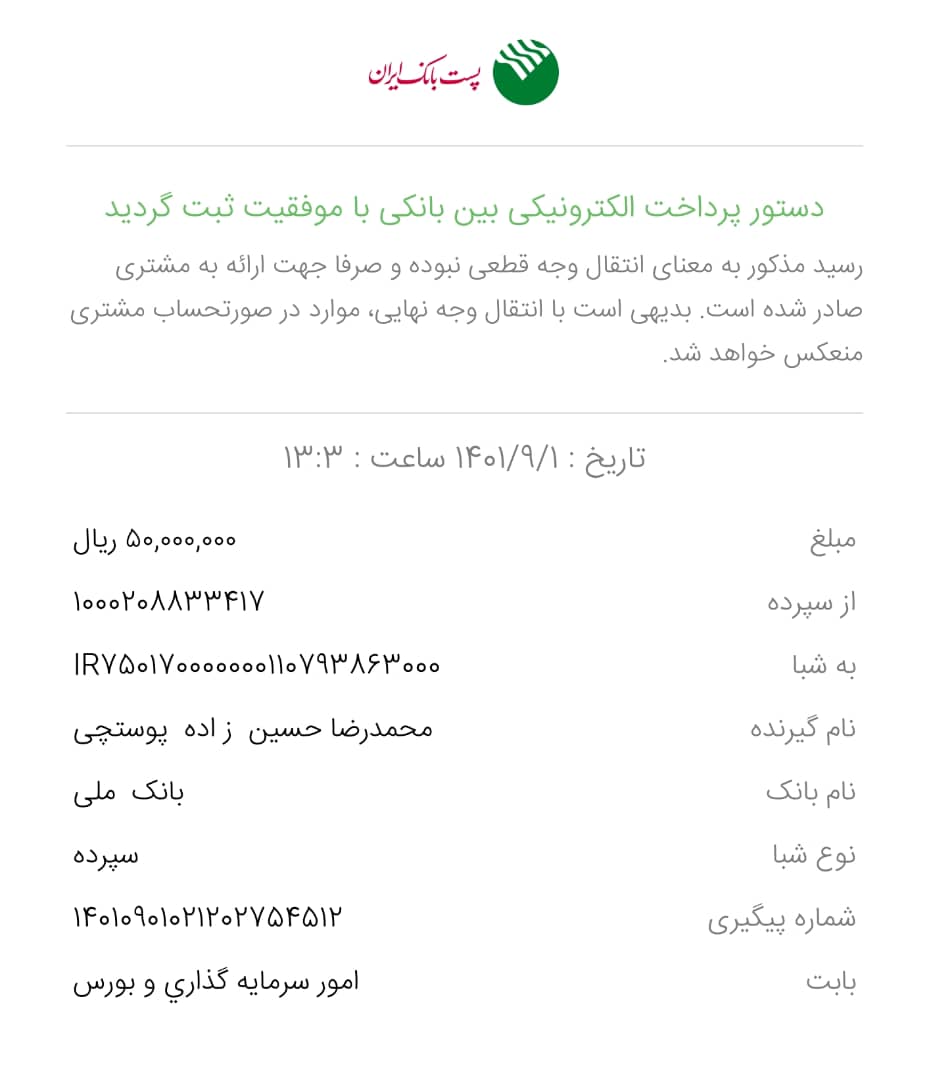 پست بانک ایران
دستور پرداخت الکترونیکی بین بانکی با موفقیت ثبت گردید
رسید مذکور به معنای انتقال وجه قطعی نبوده و صرفا جهت ارائه به مشتری
صادر شده است. بدیهی است با انتقال وجه نهایی، موارد در صورتحساب مشتری
منعکس خواهد شد.
تاریخ : ۱۴۰۱/۹/۱ ساعت : ۱۳:۳
مبلغ ۵۰,۰۰۰,۰۰۰ ریال
از سپرده ۱۰۰۰۲۰۸۸۳۳۴۱۷
به شبا IR۷۵۰۱۷۰۰۰۰۰۰۰۱۱۰۷۹۳۸۶۳۰۰۰
نام گیرنده محمدرضا حسین ز اده پوستچی
نام بانک بانک ملی
نوع شبا سپرده
شماره پیگیری ۱۴۰۱۰۹۰۱۰۲۱۲۰۲۷۵۴۵۱۲
بابت امور سرمایه گذاري و بورس